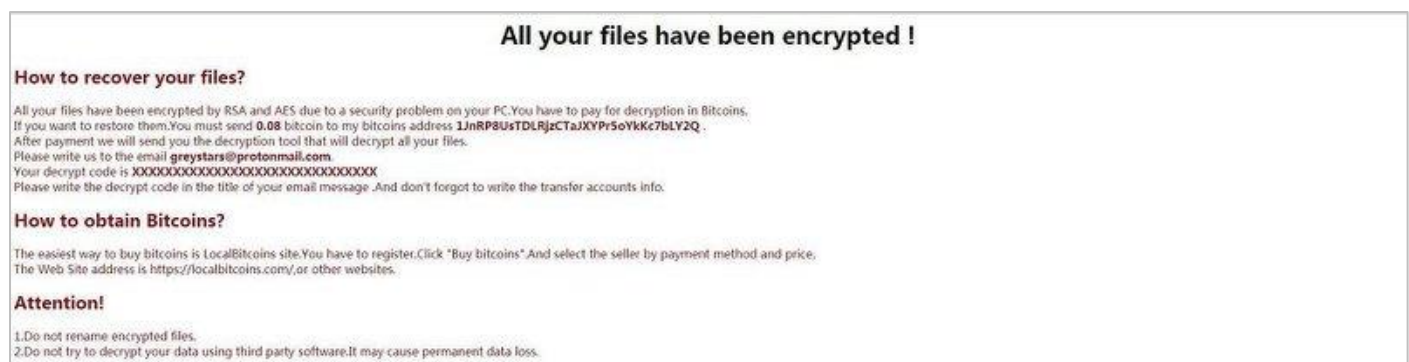 All your files have been encrypted !
How to recover your files?
All your files have been encrypted by RSA and AES due to a security problem on your PC.You have to pay for decryption in Bitcoins.
If you want to restore them.You must send 0.08 bitcoin to my bitcoins address 1JnRP8UsTDLRjzCTaJXYPr5oYkKc7bLY2Q .
After payment we will send you the decryption tool that will decrypt all your files.
Please write us to the email greystars@protonmail.com.
Your decrypt code is XXXXXXXXXXXXXXXXXXXXXXXXXXXXXX
Please write the decrypt code in the title of your email message .And don't forgot to write the transfer accounts info.
How to obtain Bitcoins?
The easiest way to buy bitcoins is LocalBitcoins site.You have to register.Click "Buy bitcoins".And select the seller by payment method and price.
The Web Site address is https://localbitcoins.com/,or other websites.
Attention!
1.Do not rename encrypted files.
2.Do not try to decrypt your data using third party software.It may cause permanent data loss.